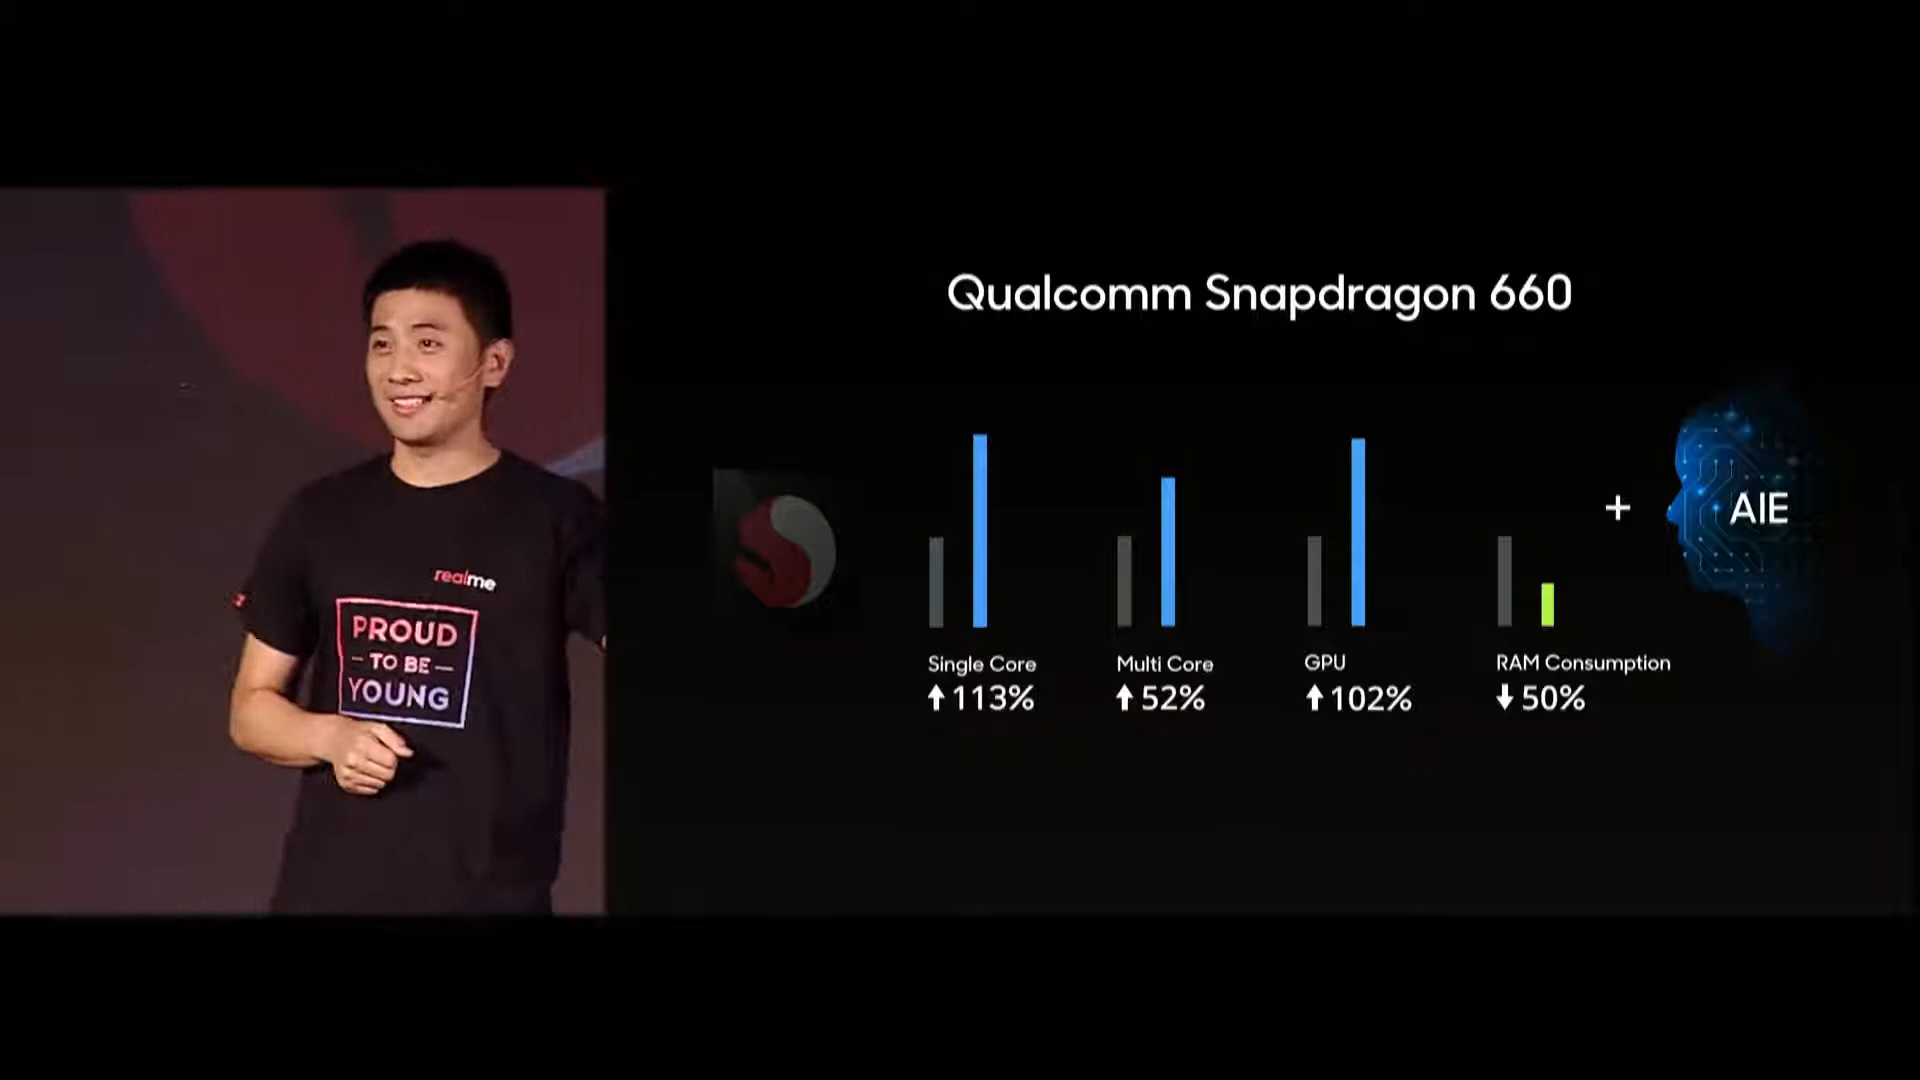 realme
PROUD
– TO BE –
YOUNG
Qualcomm Snapdragon 660
+ AIE
Single Core
↑ 113%
Multi Core
↑ 52%
GPU
↑ 102%
RAM Consumption
↓ 50%